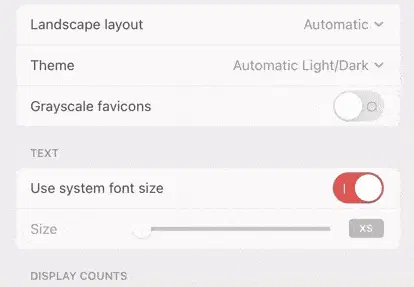 Landscape layout Automatic
Theme Automatic Light/Dark
Grayscale favicons
TEXT
Use system font size
Size XS
DISPLAY COUNTS